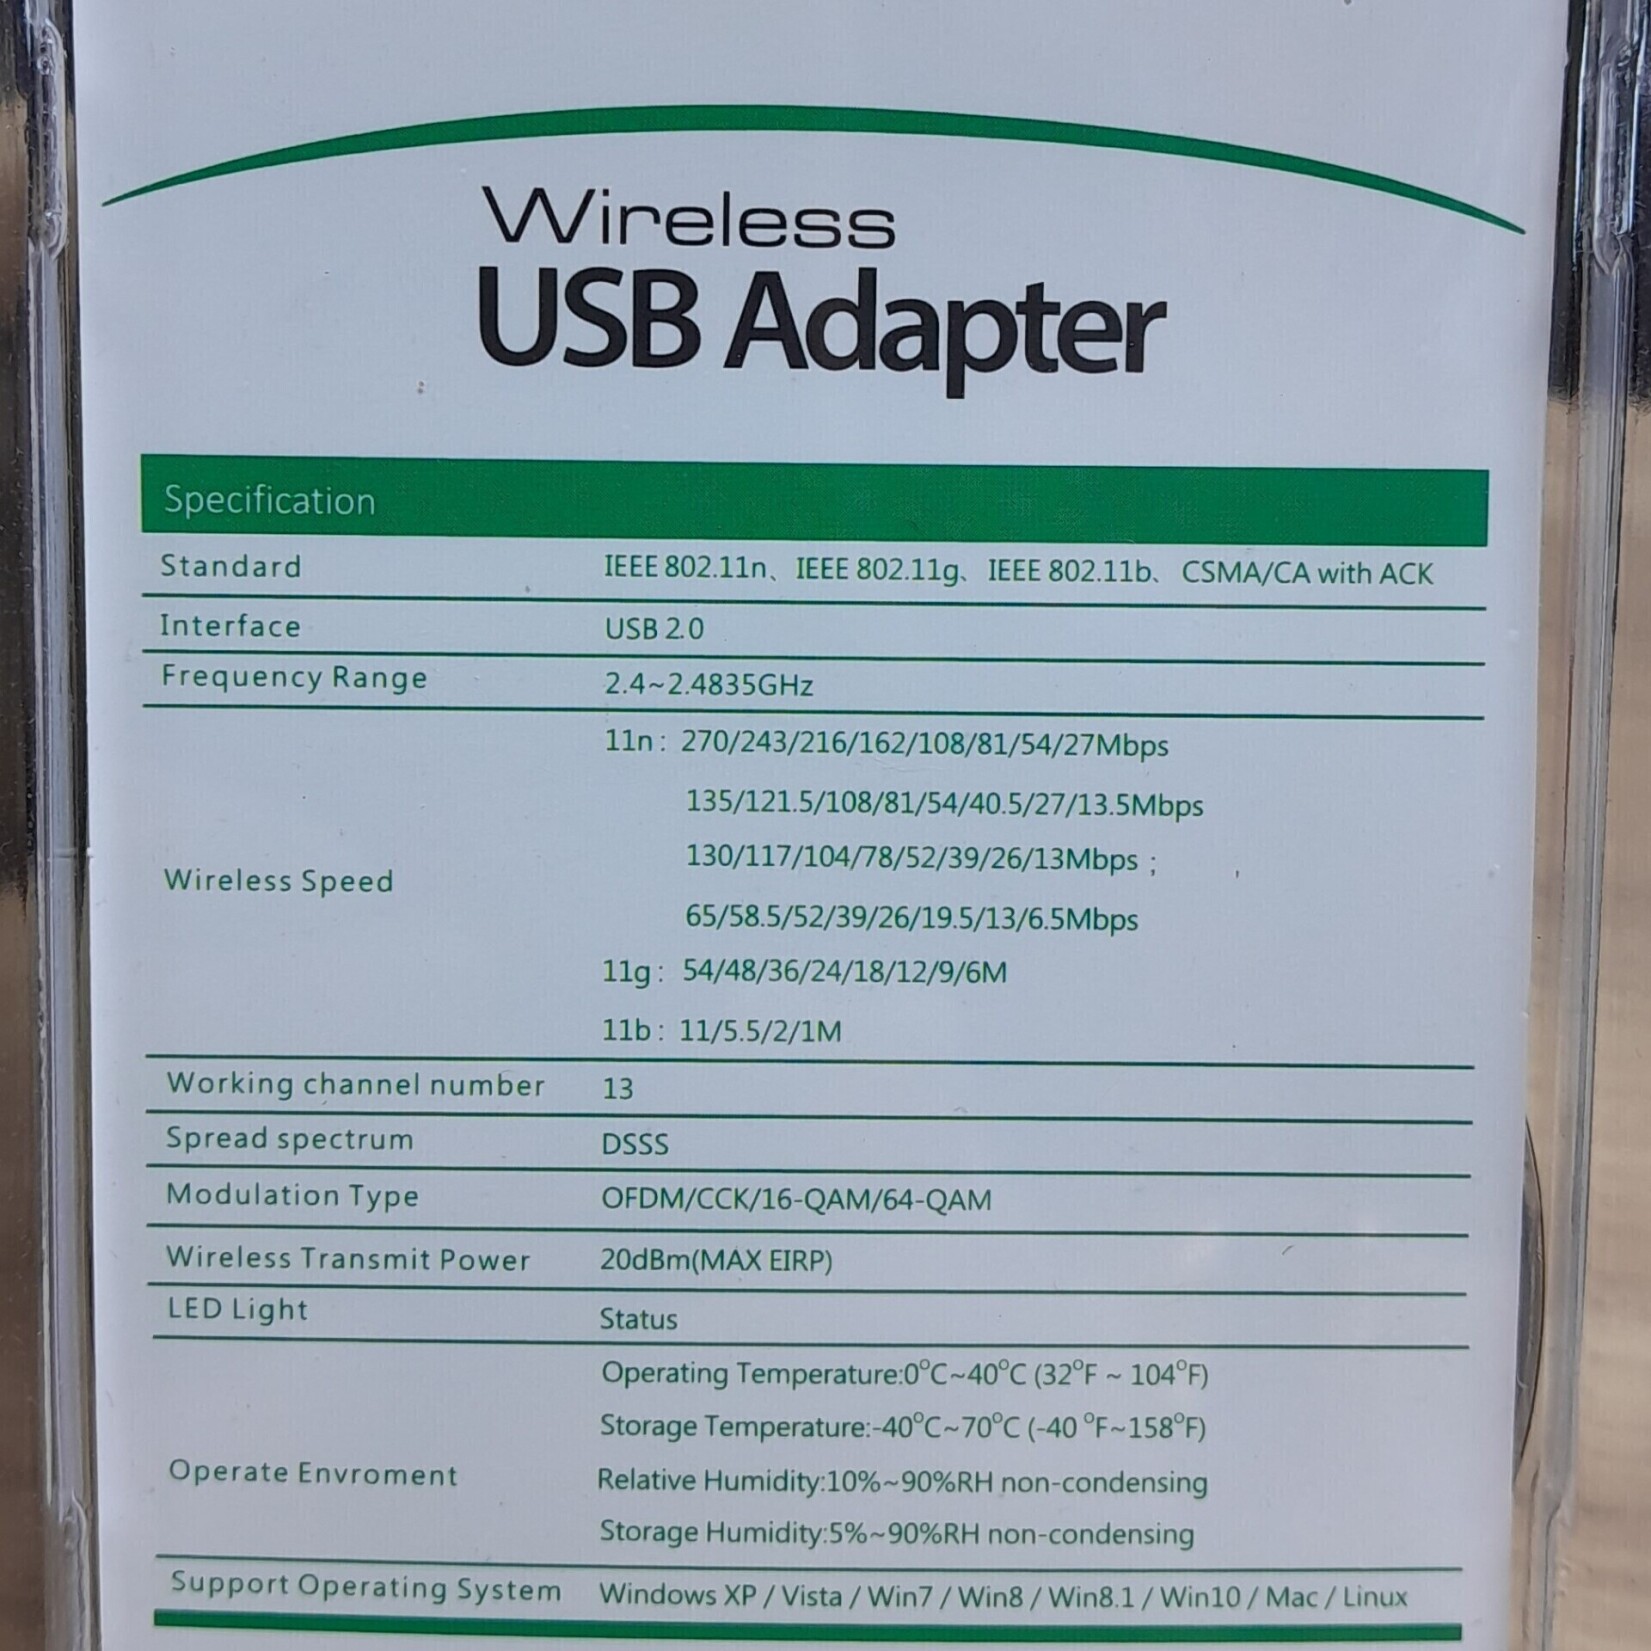 Wireless
USB Adapter
Specification
Standard IEEE 802.11n、IEEE 802.11g、IEEE 802.11b、CSMA/CA with ACK
Interface USB 2.0
Frequency Range 2.4~2.4835GHz
11n: 270/243/216/162/108/81/54/27Mbps
135/121.5/108/81/54/40.5/27/13.5Mbps
130/117/104/78/52/39/26/13Mbps ;
Wireless Speed
65/58.5/52/39/26/19.5/13/6.5Mbps
11g: 54/48/36/24/18/12/9/6M
11b: 11/5.5/2/1M
Working channel number 13
Spread spectrum DSSS
Modulation Type OFDM/CCK/16-QAM/64-QAM
Wireless Transmit Power 20dBm(MAX EIRP)
LED Light Status
Operating Temperature:0°C~40°C (32°F ~ 104°F)
Storage Temperature:-40°C~70°C (-40 °F~158°F)
Operate Envroment Relative Humidity:10%~90%RH non-condensing
Storage Humidity:5%~90%RH non-condensing
Support Operating System Windows XP / Vista / Win7 / Win8 / Win8.1 / Win10 / Mac / Linux